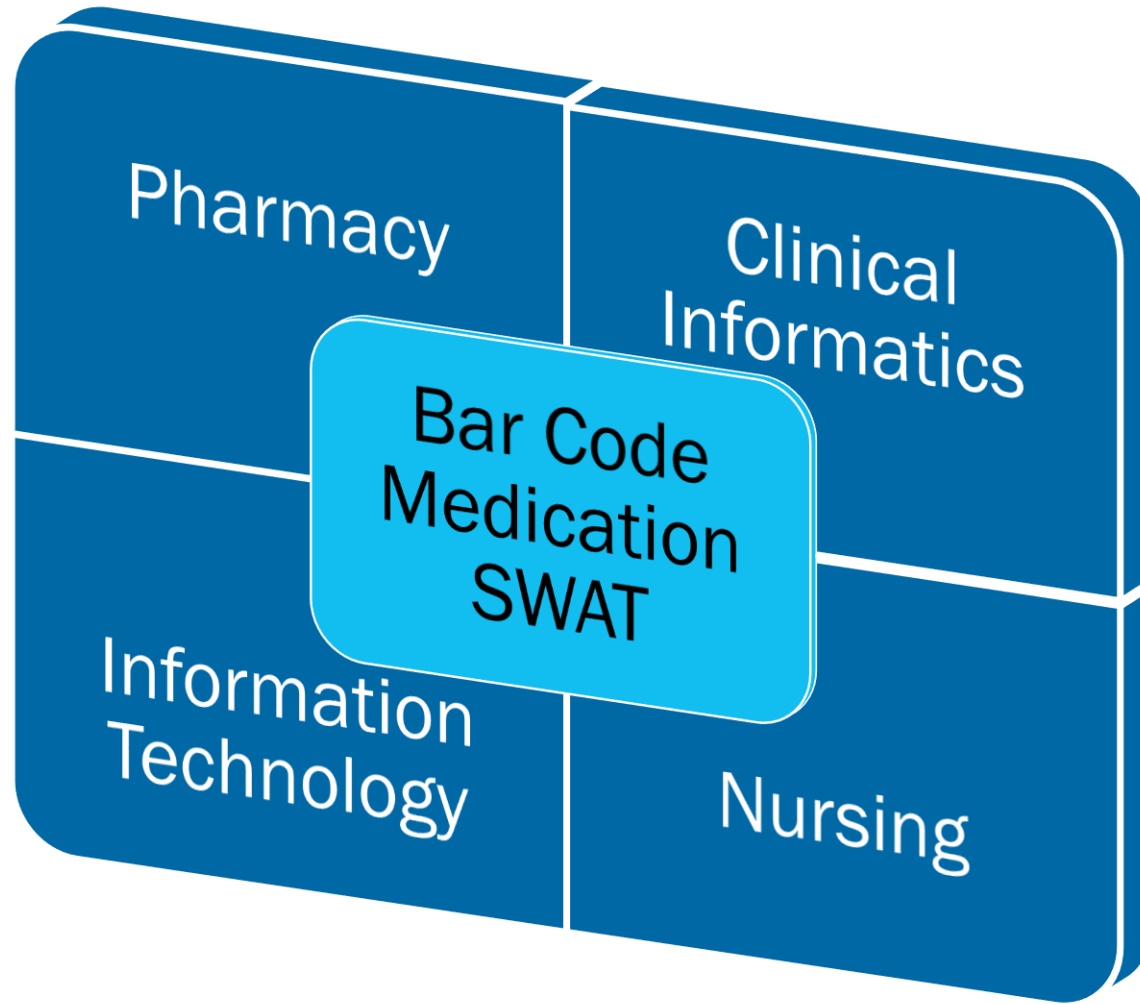 Pharmacy
Clinical
Informatics
Bar Code
Medication
SWAT
Information
Technology
Nursing